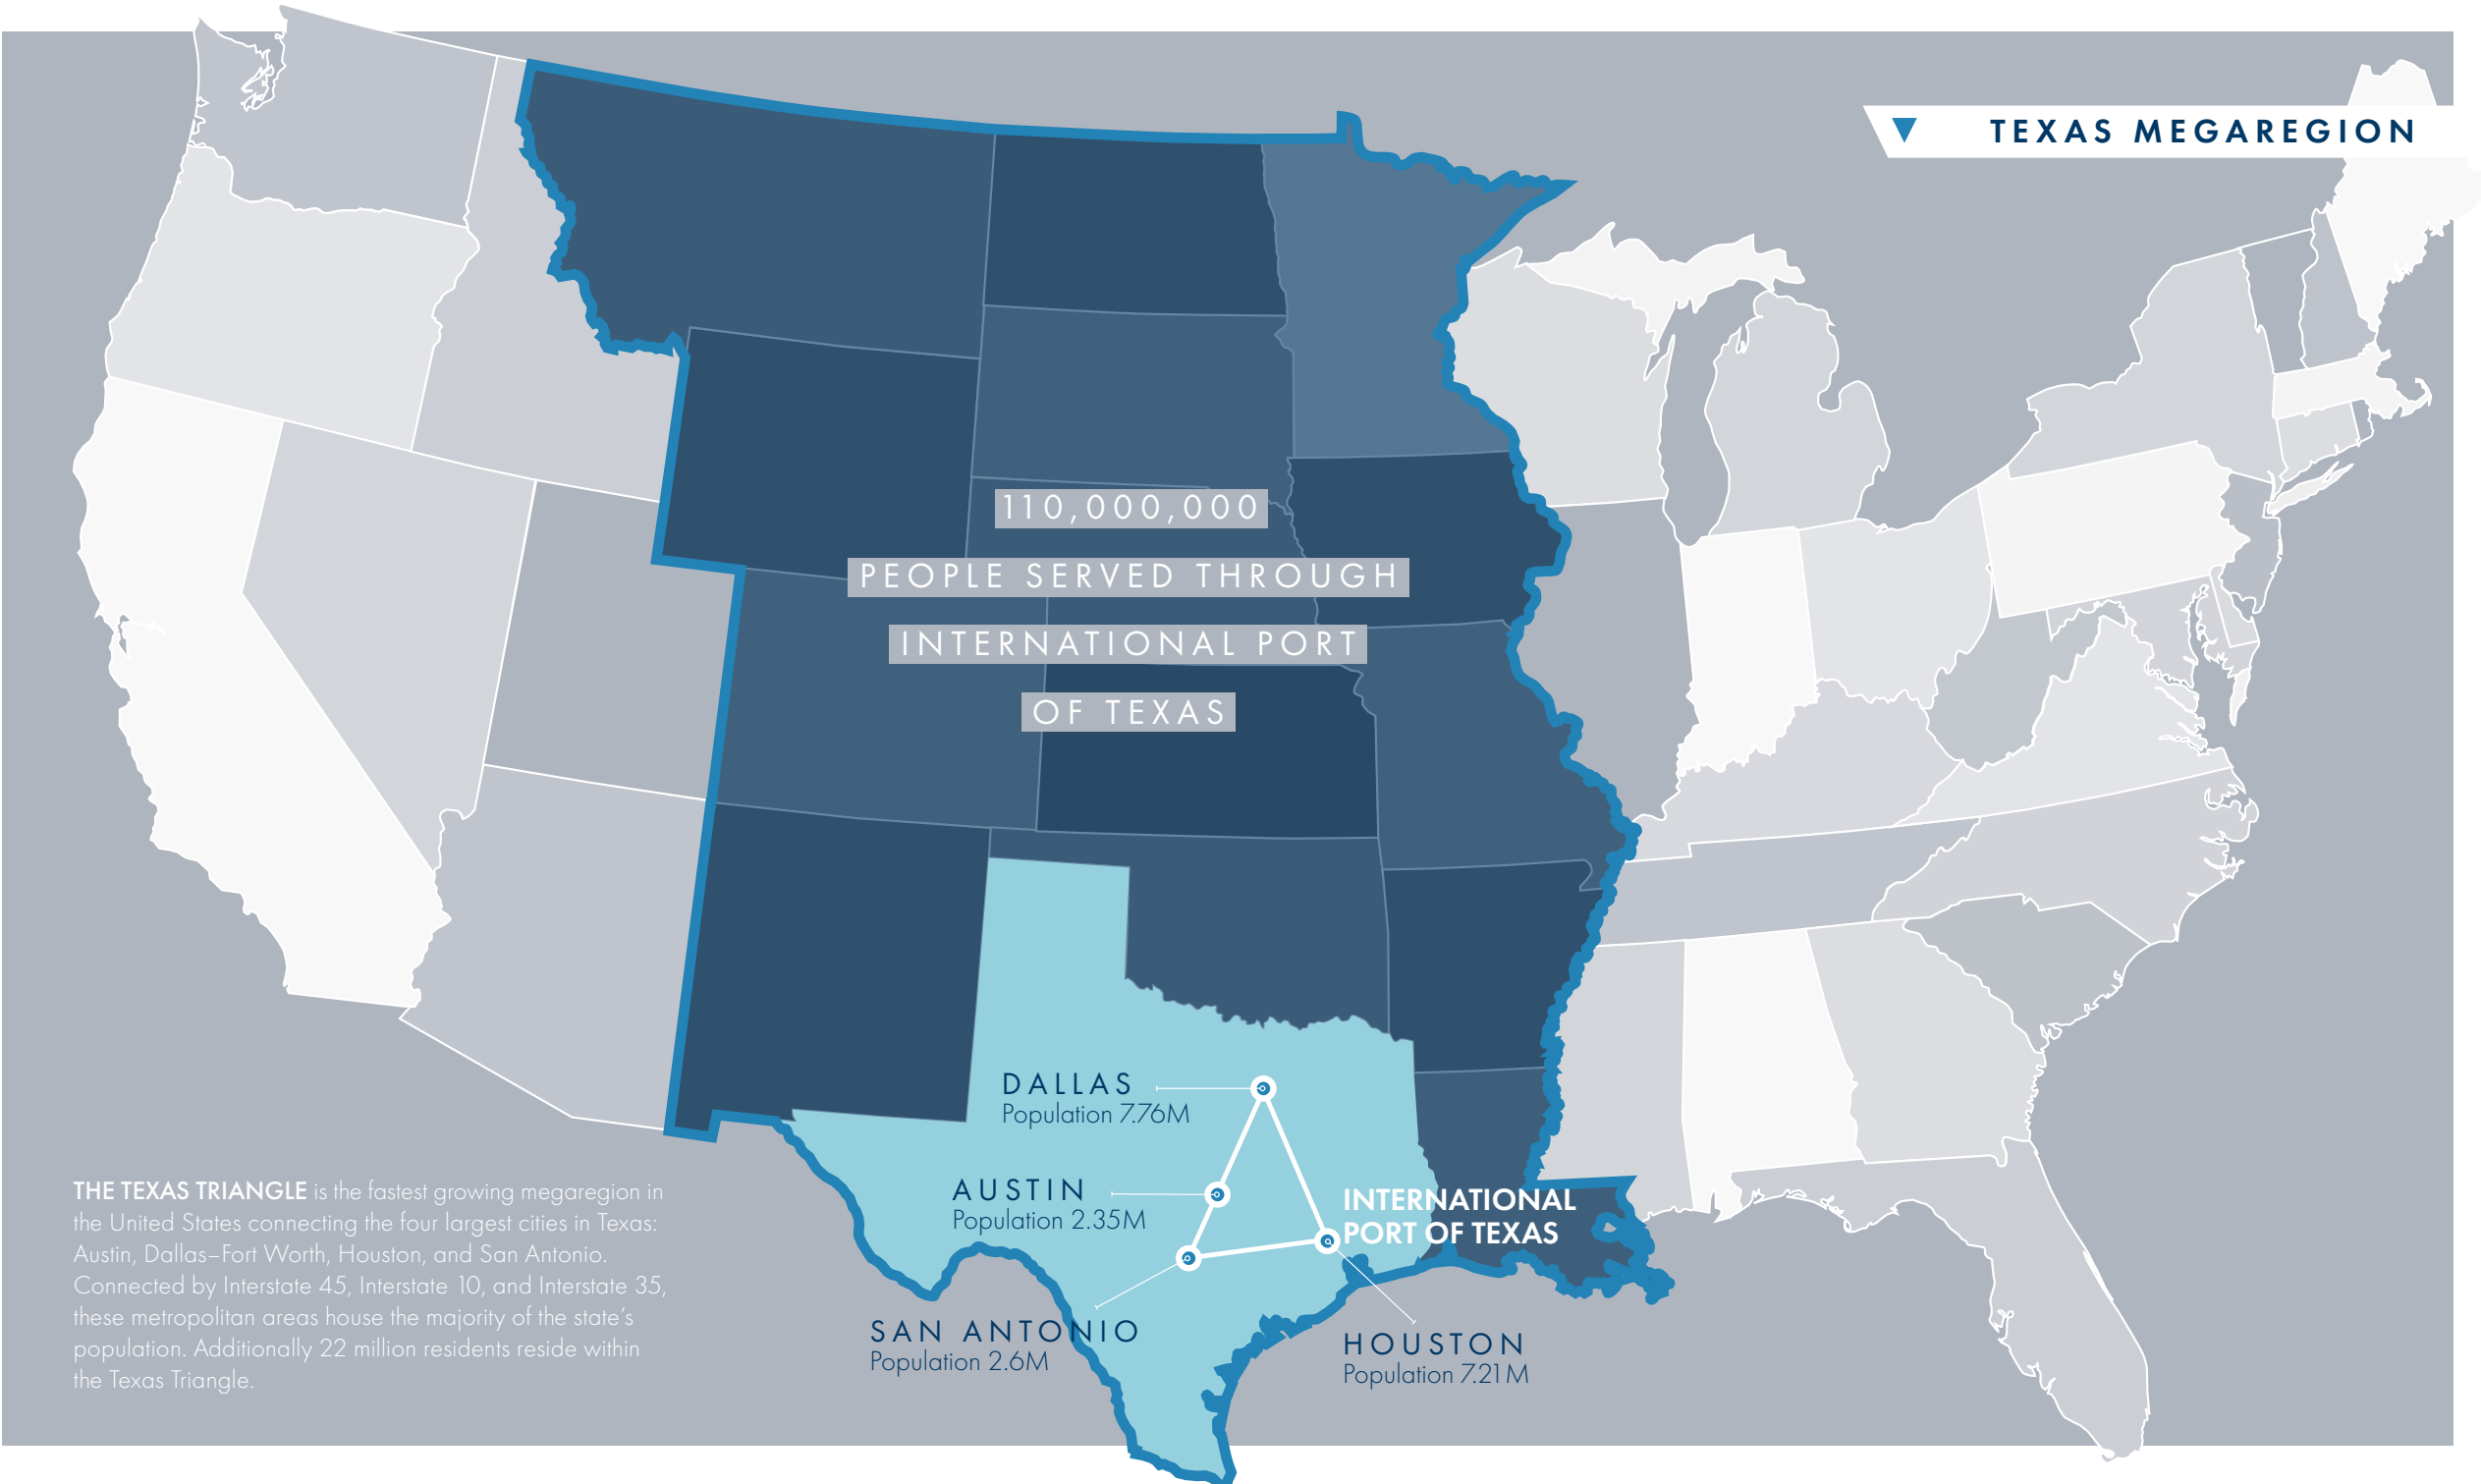 TEXAS MEGAREGION
110,000,000
PEOPLE SERVED THROUGH
INTERNATIONAL PORT
OF TEXAS
DALLAS
Population 7.76M
AUSTIN
Population 2.35M
INTERNATIONAL
PORT OF TEXAS
SAN ANTONIO
Population 2.6M
HOUSTON
Population 7.21M
THE TEXAS TRIANGLE is the fastest growing megaregion in
the United States connecting the four largest cities in Texas:
Austin, Dallas–Fort Worth, Houston, and San Antonio.
Connected by Interstate 45, Interstate 10, and Interstate 35,
these metropolitan areas house the majority of the state's
population. Additionally 22 million residents reside within
the Texas Triangle.